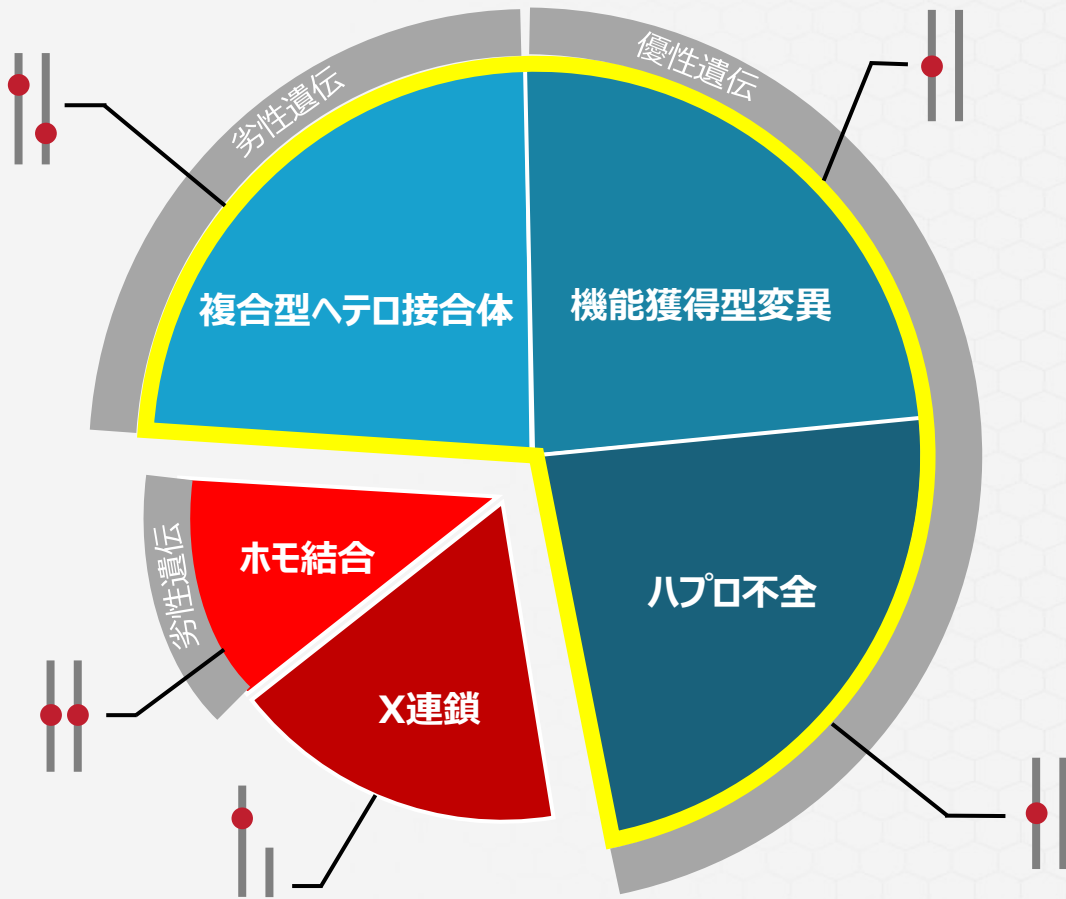 劣性遺伝
優性遺伝
複合型ヘテロ接合体
機能獲得型変異
ホモ結合
ハプロ不全
劣性遺伝
X連鎖